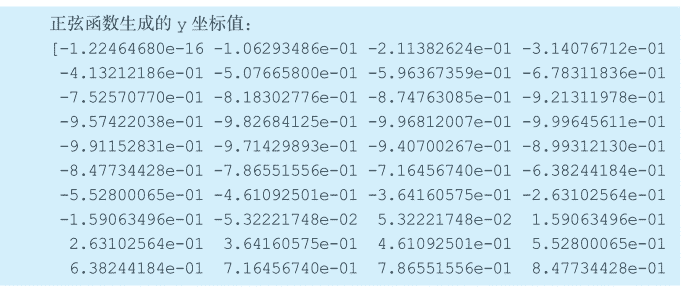 正弦函数生成的 y 坐标值：
[-1.22464680e-16 -1.06293486e-01 -2.11382624e-01 -3.14076712e-01
-4.13212186e-01 -5.07665800e-01 -5.96367359e-01 -6.78311836e-01
-7.52570770e-01 -8.18302776e-01 -8.74763085e-01 -9.21311978e-01
-9.57422038e-01 -9.82684125e-01 -9.96812007e-01 -9.99645611e-01
-9.91152831e-01 -9.71429893e-01 -9.40700267e-01 -8.99312130e-01
-8.47734428e-01 -7.86551556e-01 -7.16456740e-01 -6.38244184e-01
-5.52800065e-01 -4.61092501e-01 -3.64160575e-01 -2.63102564e-01
-1.59063496e-01 -5.32221748e-02 5.32221748e-02 1.59063496e-01
2.63102564e-01 3.64160575e-01 4.61092501e-01 5.52800065e-01
6.38244184e-01 7.16456740e-01 7.86551556e-01 8.47734428e-01